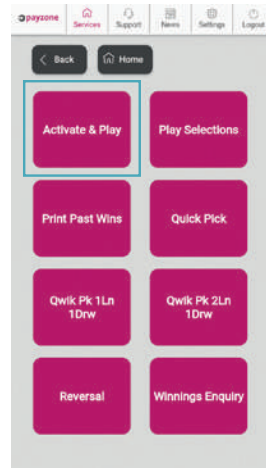 payzone Services Support News Settings Logout
< Back Home
Activate & Play Play Selections
Print Past Wins Quick Pick
Qwik Pk 1Ln Qwik Pk 2Ln
1Drw 1Drw
Reversal Winnings Enquiry